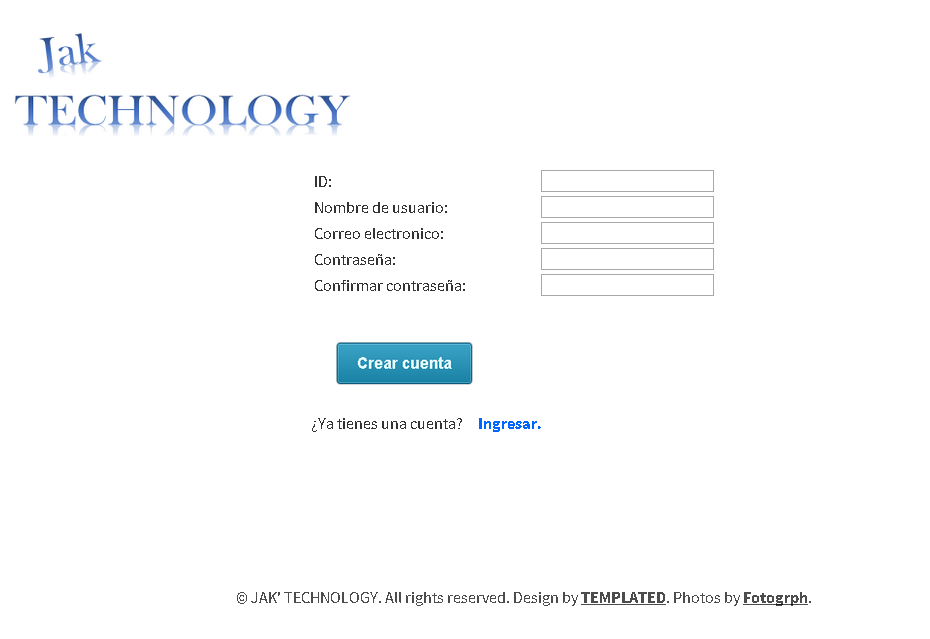 Jak
TECHNOLOGY
ID:
Nombre de usuario:
Correo electronico:
Contraseña:
Confirmar contraseña:
Crear cuenta
¿Ya tienes una cuenta? Ingresar.
© JAK' TECHNOLOGY. All rights reserved. Design by TEMPLATED. Photos by Fotogrph.